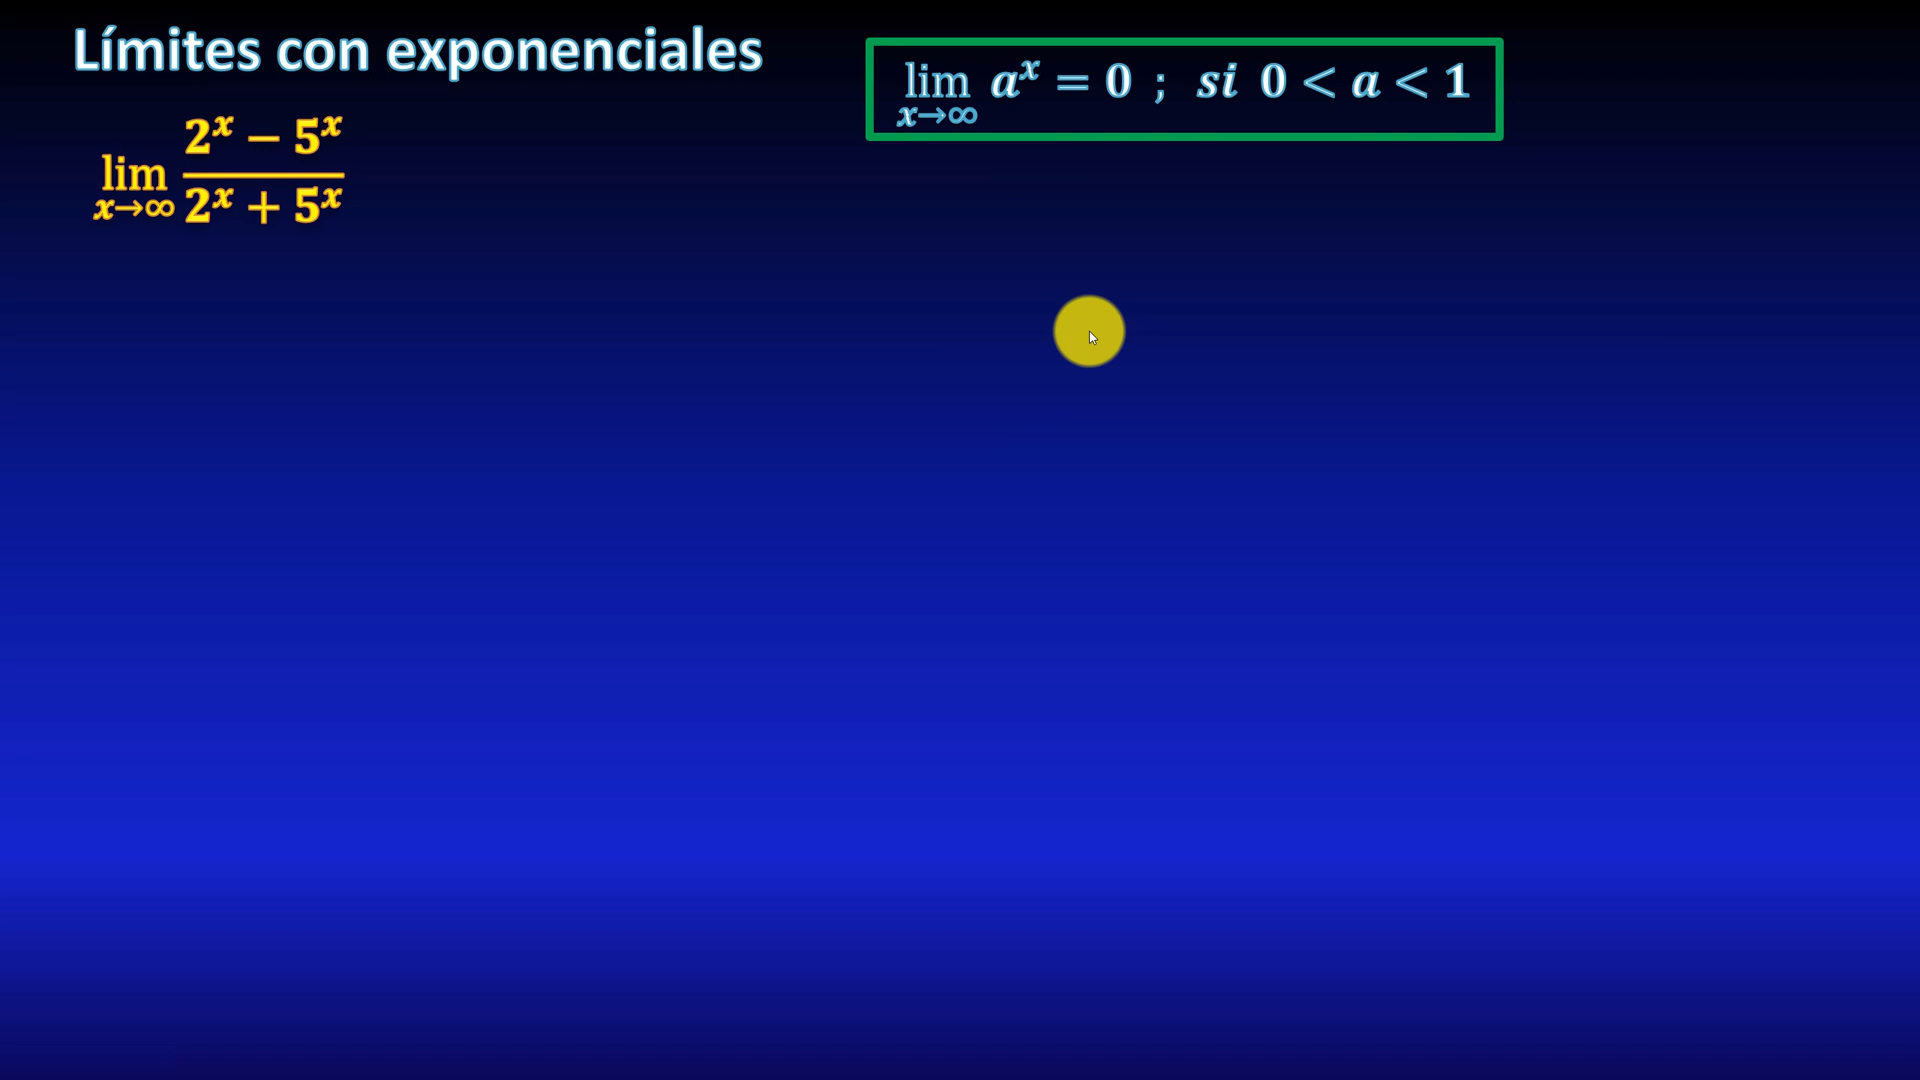 Límites con exponenciales
lim x→∞ a^x = 0 ; si 0 < a < 1
lim x→∞ (2^x − 5^x)/(2^x + 5^x)